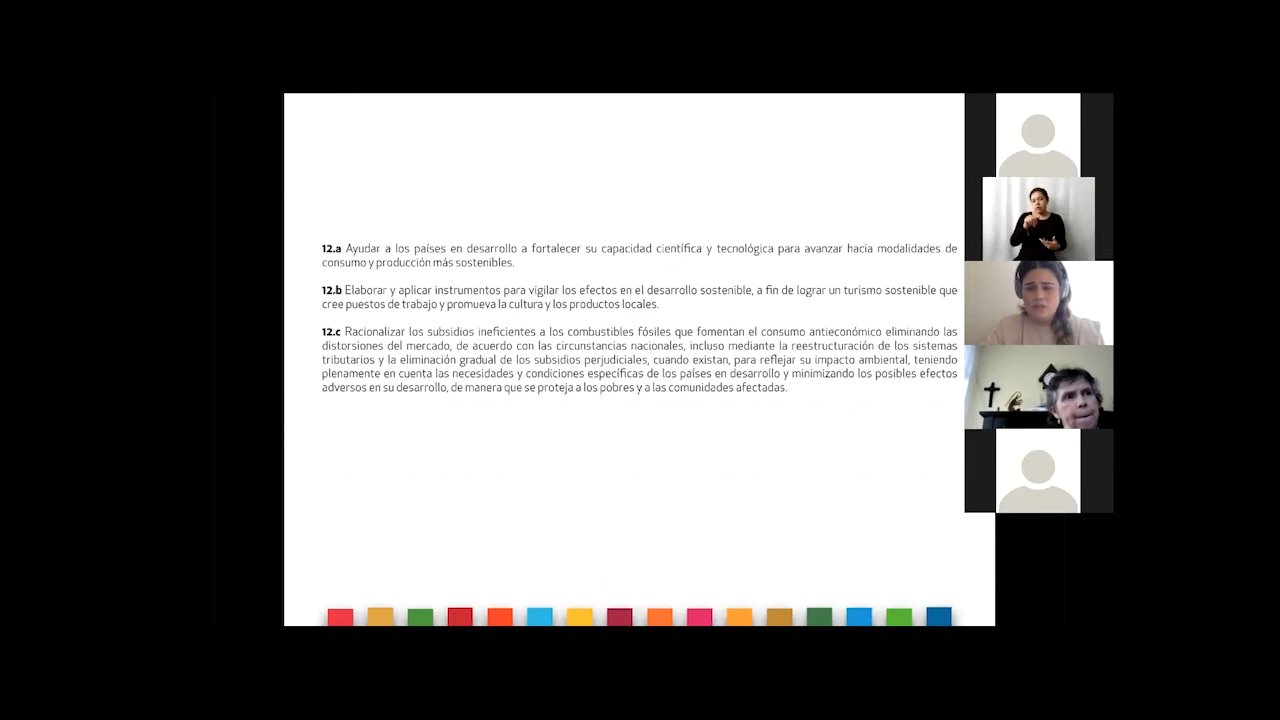 12.a Ayudar a los países en desarrollo a fortalecer su capacidad científica y tecnológica para avanzar hacia modalidades de
consumo y producción más sostenibles.
12.b Elaborar y aplicar instrumentos para vigilar los efectos en el desarrollo sostenible, a fin de lograr un turismo sostenible que
cree puestos de trabajo y promueva la cultura y los productos locales.
12.c Racionalizar los subsidios ineficientes a los combustibles fósiles que fomentan el consumo antieconómico eliminando las
distorsiones del mercado, de acuerdo con las circunstancias nacionales, incluso mediante la reestructuración de los sistemas
tributarios y la eliminación gradual de los subsidios perjudiciales, cuando existan, para reflejar su impacto ambiental, teniendo
plenamente en cuenta las necesidades y condiciones específicas de los países en desarrollo y minimizando los posibles efectos
adversos en su desarrollo, de manera que se proteja a los pobres y a las comunidades afectadas.